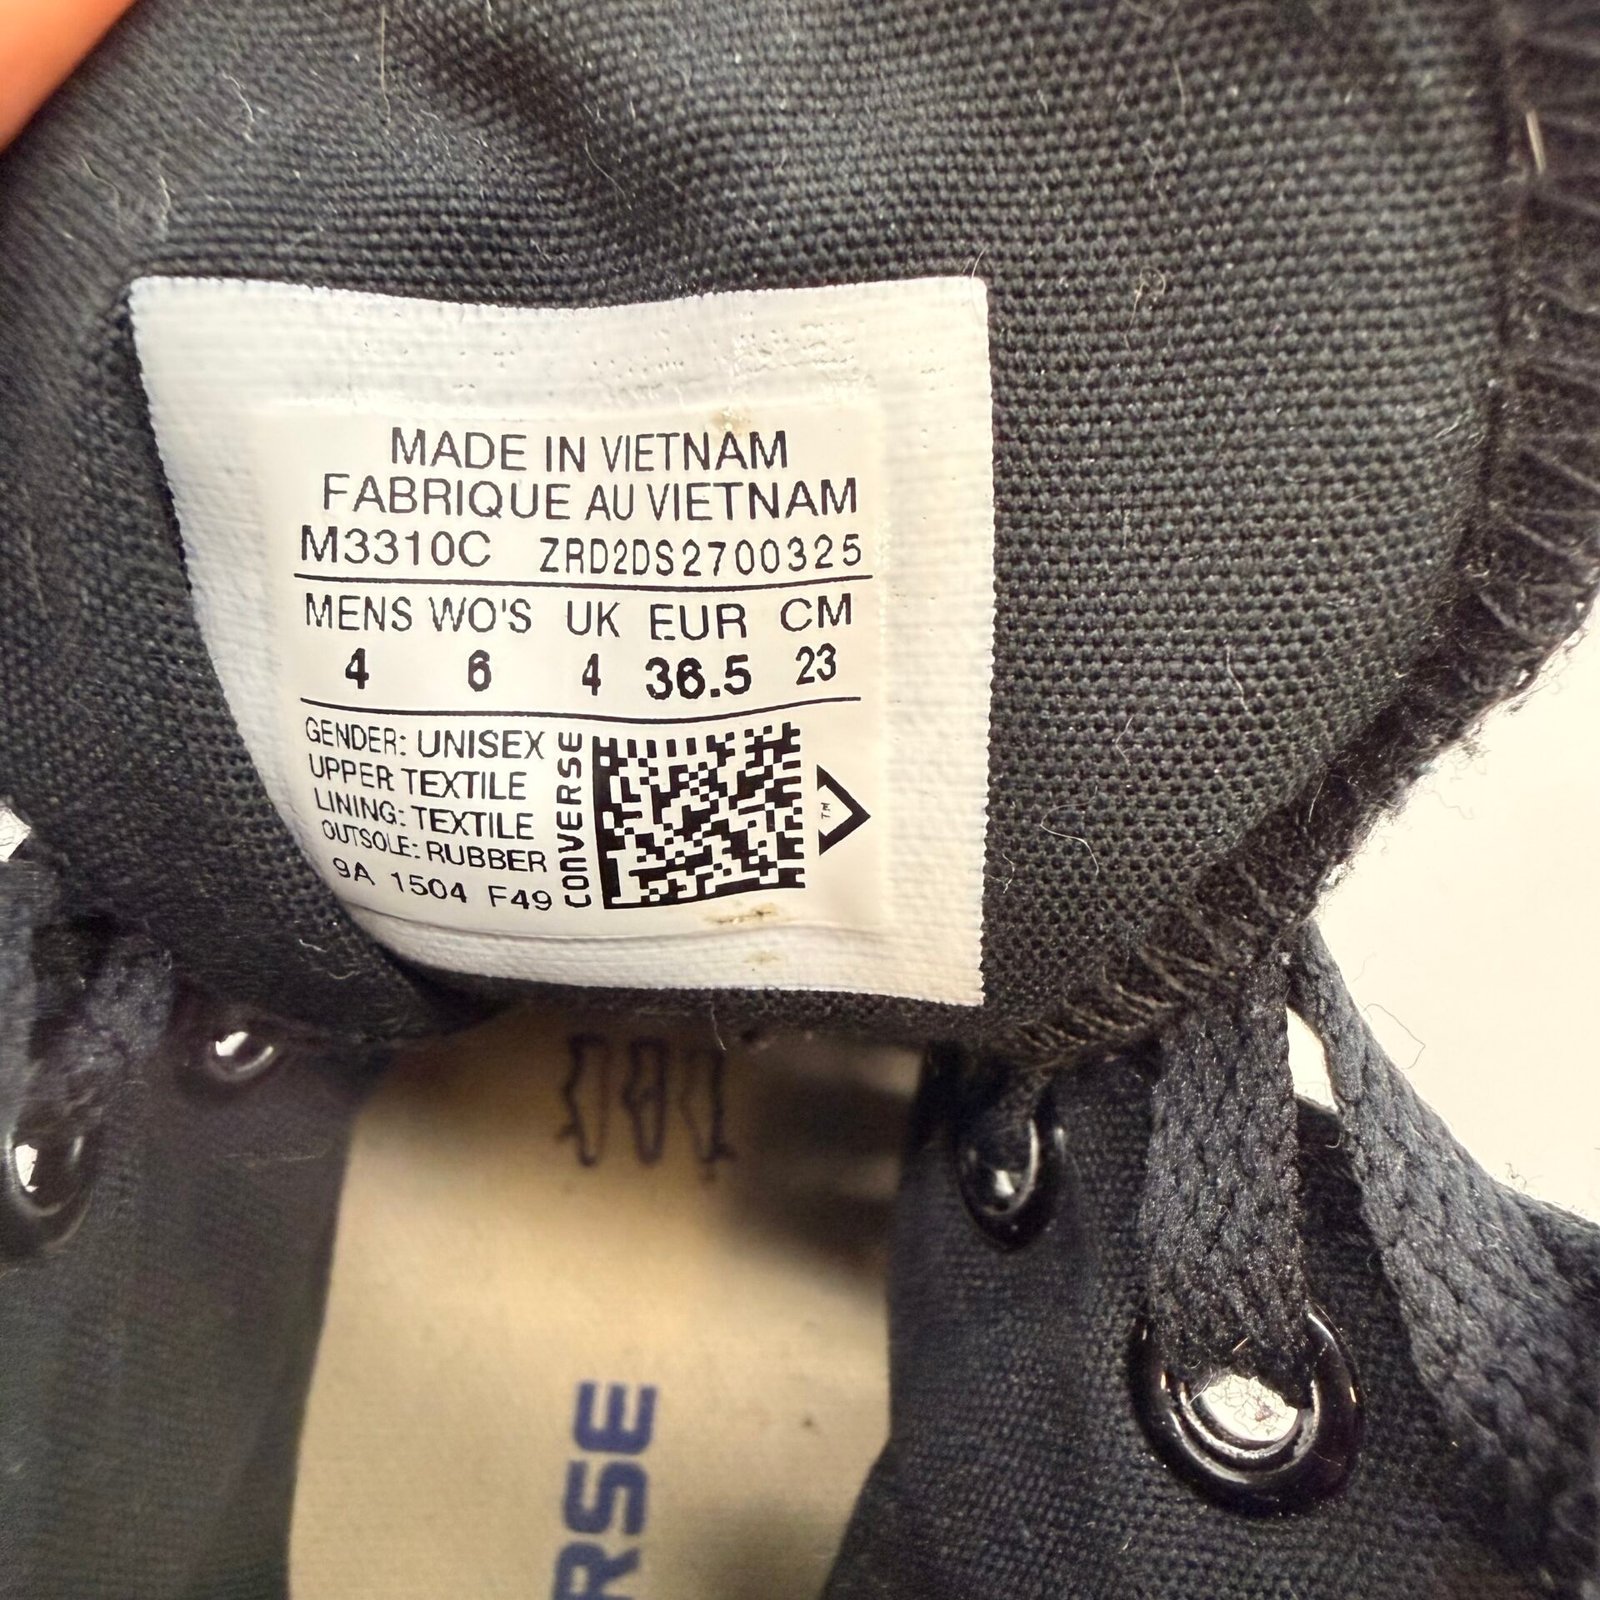 MADE IN VIETNAM
FABRIQUE AU VIETNAM
M3310C ZRD2DS2700325
MENS WO'S UK EUR CM
4 6 4 36.5 23
GENDER: UNISEX
UPPER TEXTILE
LINING: TEXTILE
OUTSOLE: RUBBER
9A 1504 F49
CONVERSE
TM
RSE